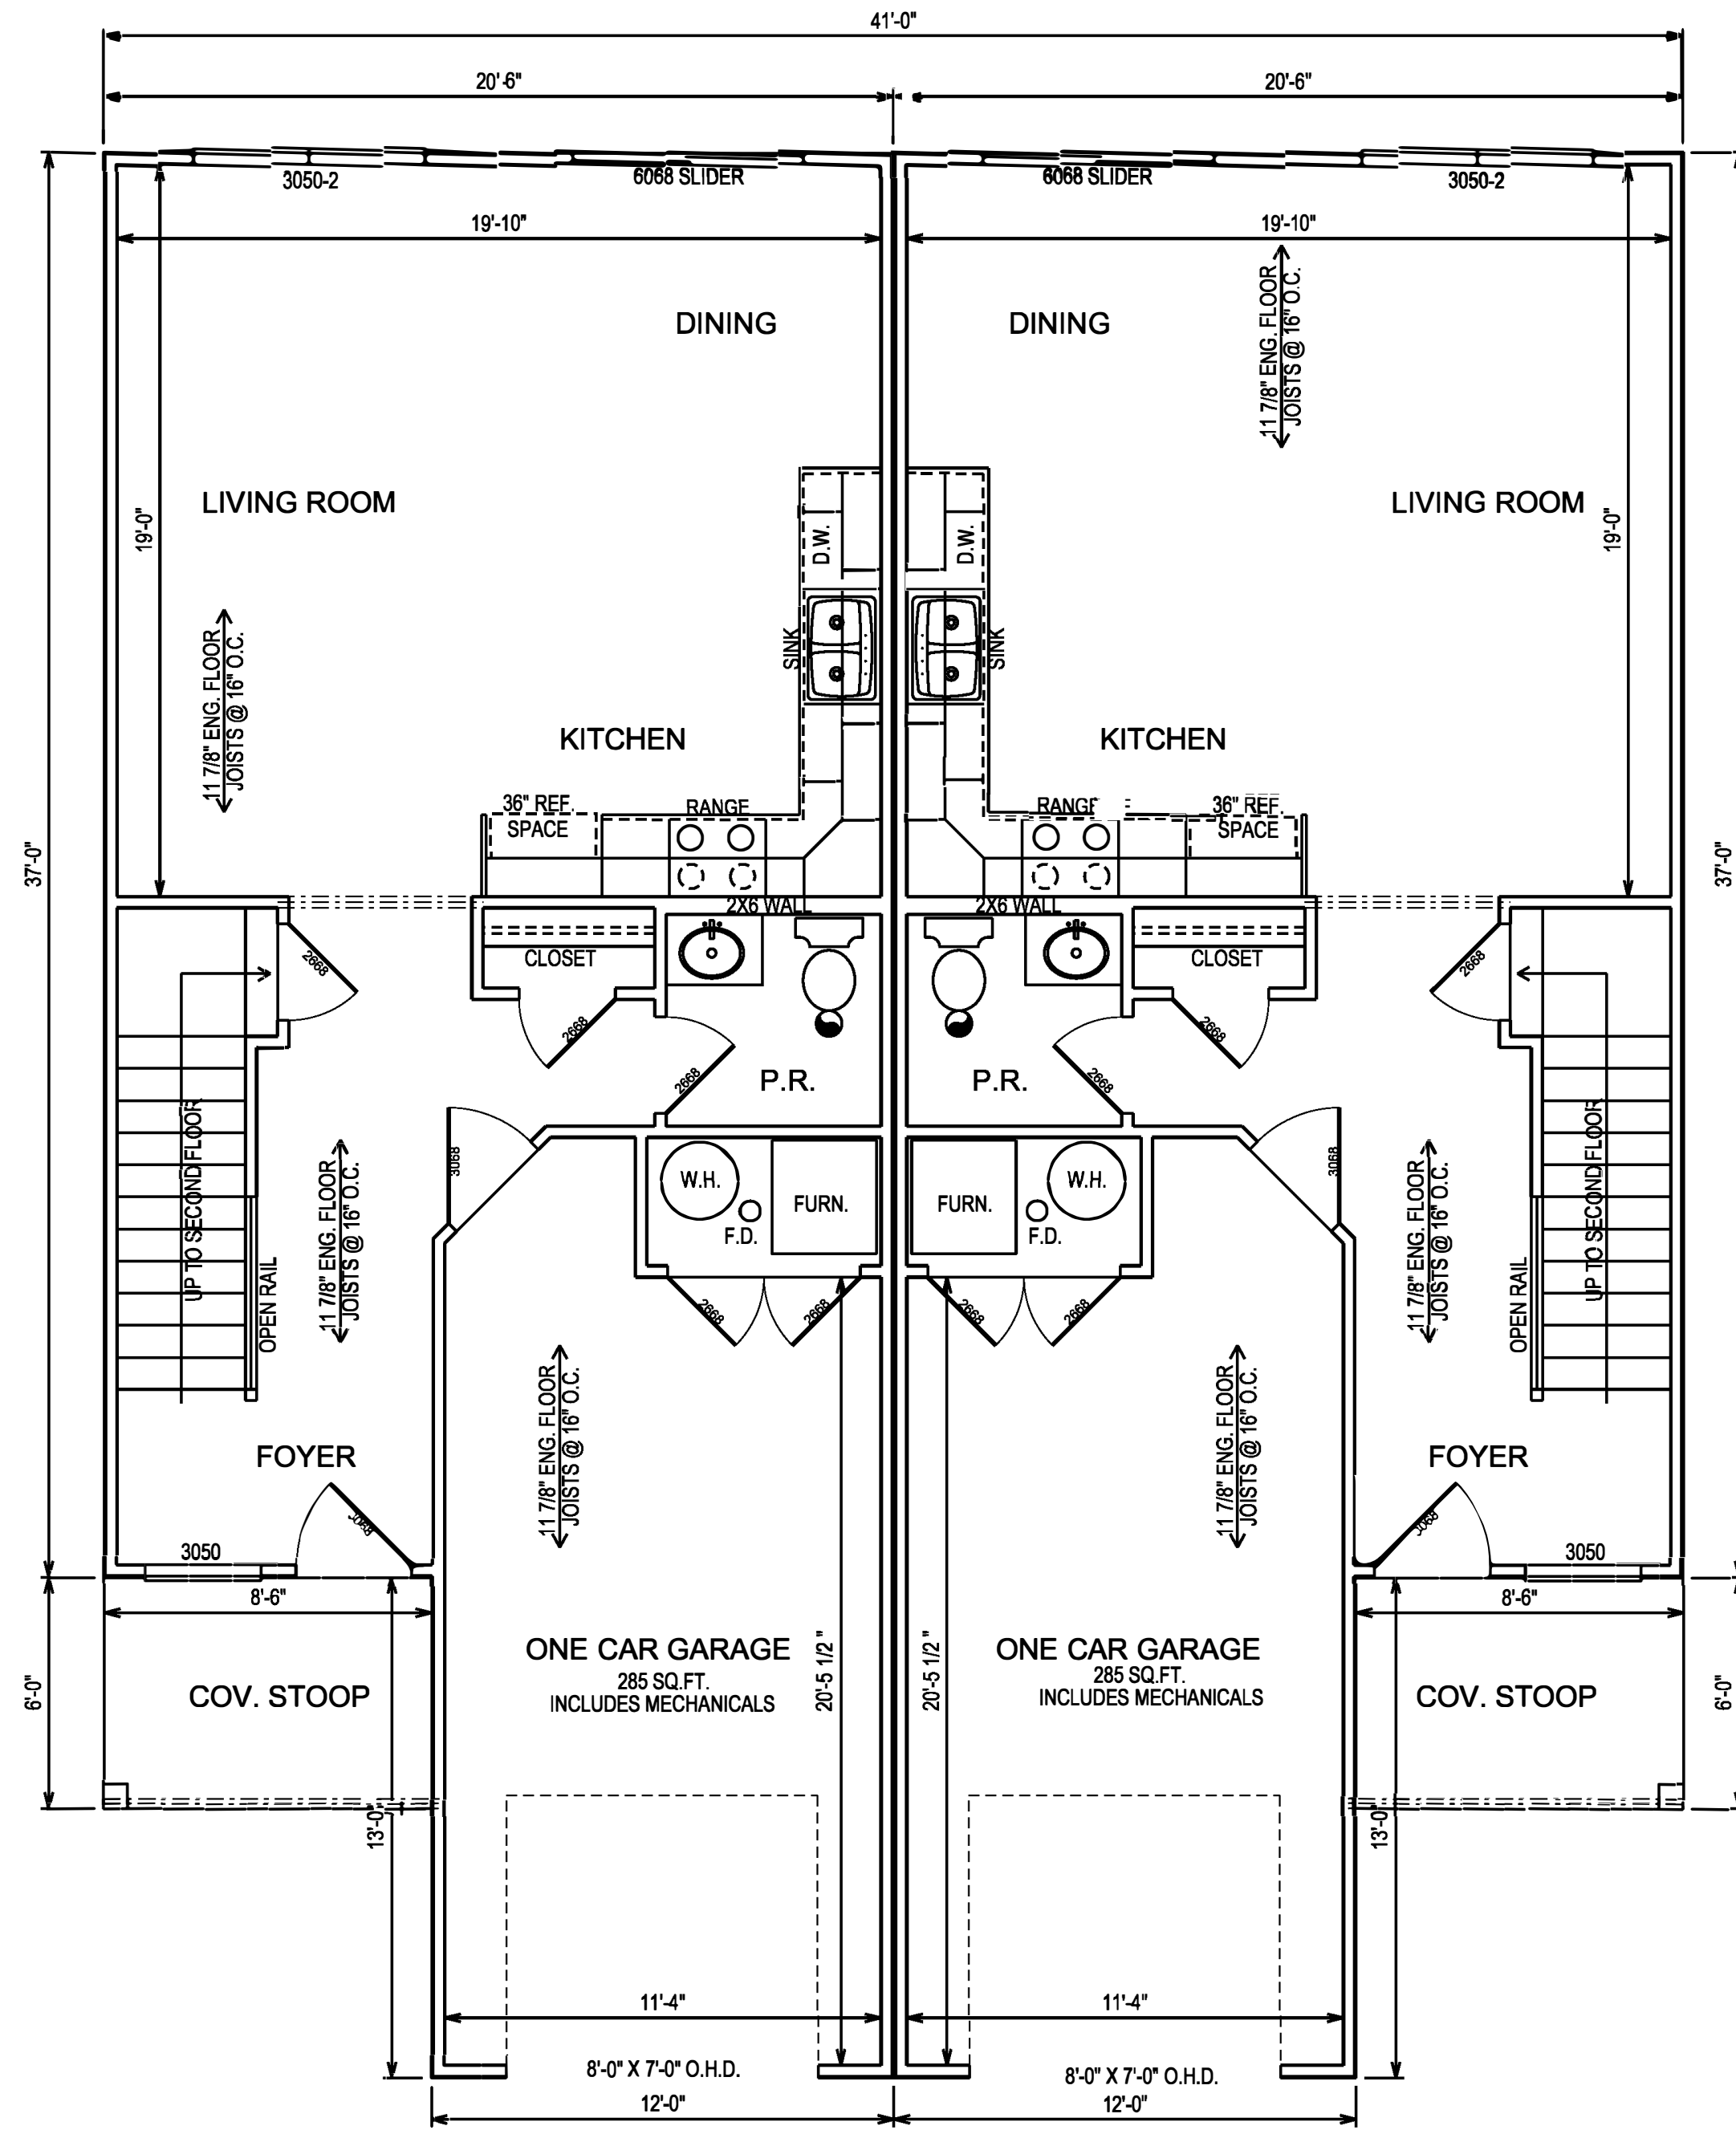 41'-0"
20'-6" 20'-6"
3050-2 6068 SLIDER 6068 SLIDER 3050-2
19'-10" 19'-10"
DINING DINING
11 7/8" ENG. FLOOR
JOISTS @ 16" O.C.
LIVING ROOM LIVING ROOM
19'-0" 19'-0"
D.W. D.W.
SINK SINK
11 7/8" ENG. FLOOR
JOISTS @ 16" O.C.
KITCHEN KITCHEN
36" REF. RANGE RANGE 36" REF.
SPACE SPACE
37'-0" 37'-0"
2X6 WALL 2X6 WALL
CLOSET CLOSET
2668 2668
2668 2668
2668 2668
P.R. P.R.
3068 3068
W.H. W.H.
FURN. FURN.
F.D. F.D.
UP TO SECOND FLOOR UP TO SECOND FLOOR
OPEN RAIL OPEN RAIL
11 7/8" ENG. FLOOR 11 7/8" ENG. FLOOR
JOISTS @ 16" O.C. JOISTS @ 16" O.C.
2668 2668 2668 2668
11 7/8" ENG. FLOOR 11 7/8" ENG. FLOOR
JOISTS @ 16" O.C. JOISTS @ 16" O.C.
FOYER FOYER
3068 3068
3050 3050
8'-6" 8'-6"
ONE CAR GARAGE ONE CAR GARAGE
285 SQ.FT. 285 SQ.FT.
INCLUDES MECHANICALS INCLUDES MECHANICALS
20'-5 1/2 " 20'-5 1/2 "
COV. STOOP COV. STOOP
6'-0" 6'-0"
13'-0" 13'-0"
11'-4" 11'-4"
8'-0" X 7'-0" O.H.D. 8'-0" X 7'-0" O.H.D.
12'-0" 12'-0"